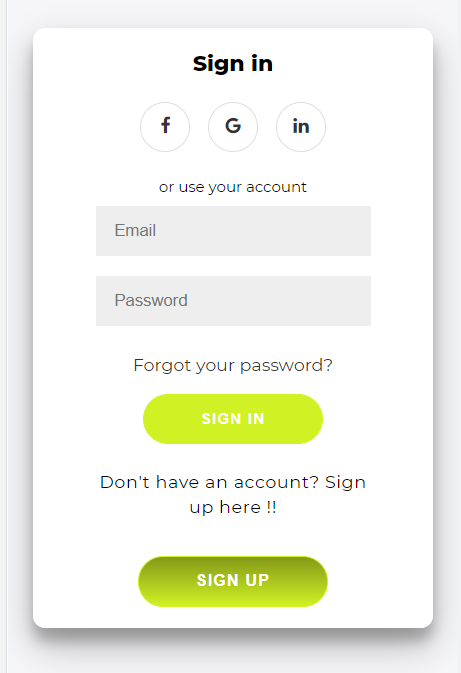 Sign in
f G in
or use your account
Email
Password
Forgot your password?
SIGN IN
Don't have an account? Sign
up here !!
SIGN UP